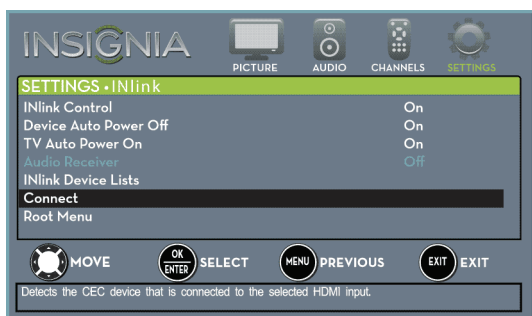 INSIGNIA
PICTURE AUDIO CHANNELS SETTINGS
SETTINGS • INlink
INlink Control On
Device Auto Power Off On
TV Auto Power On On
Audio Receiver Off
INlink Device Lists
Connect
Root Menu
MOVE OK ENTER SELECT MENU PREVIOUS EXIT EXIT
Detects the CEC device that is connected to the selected HDMI input.